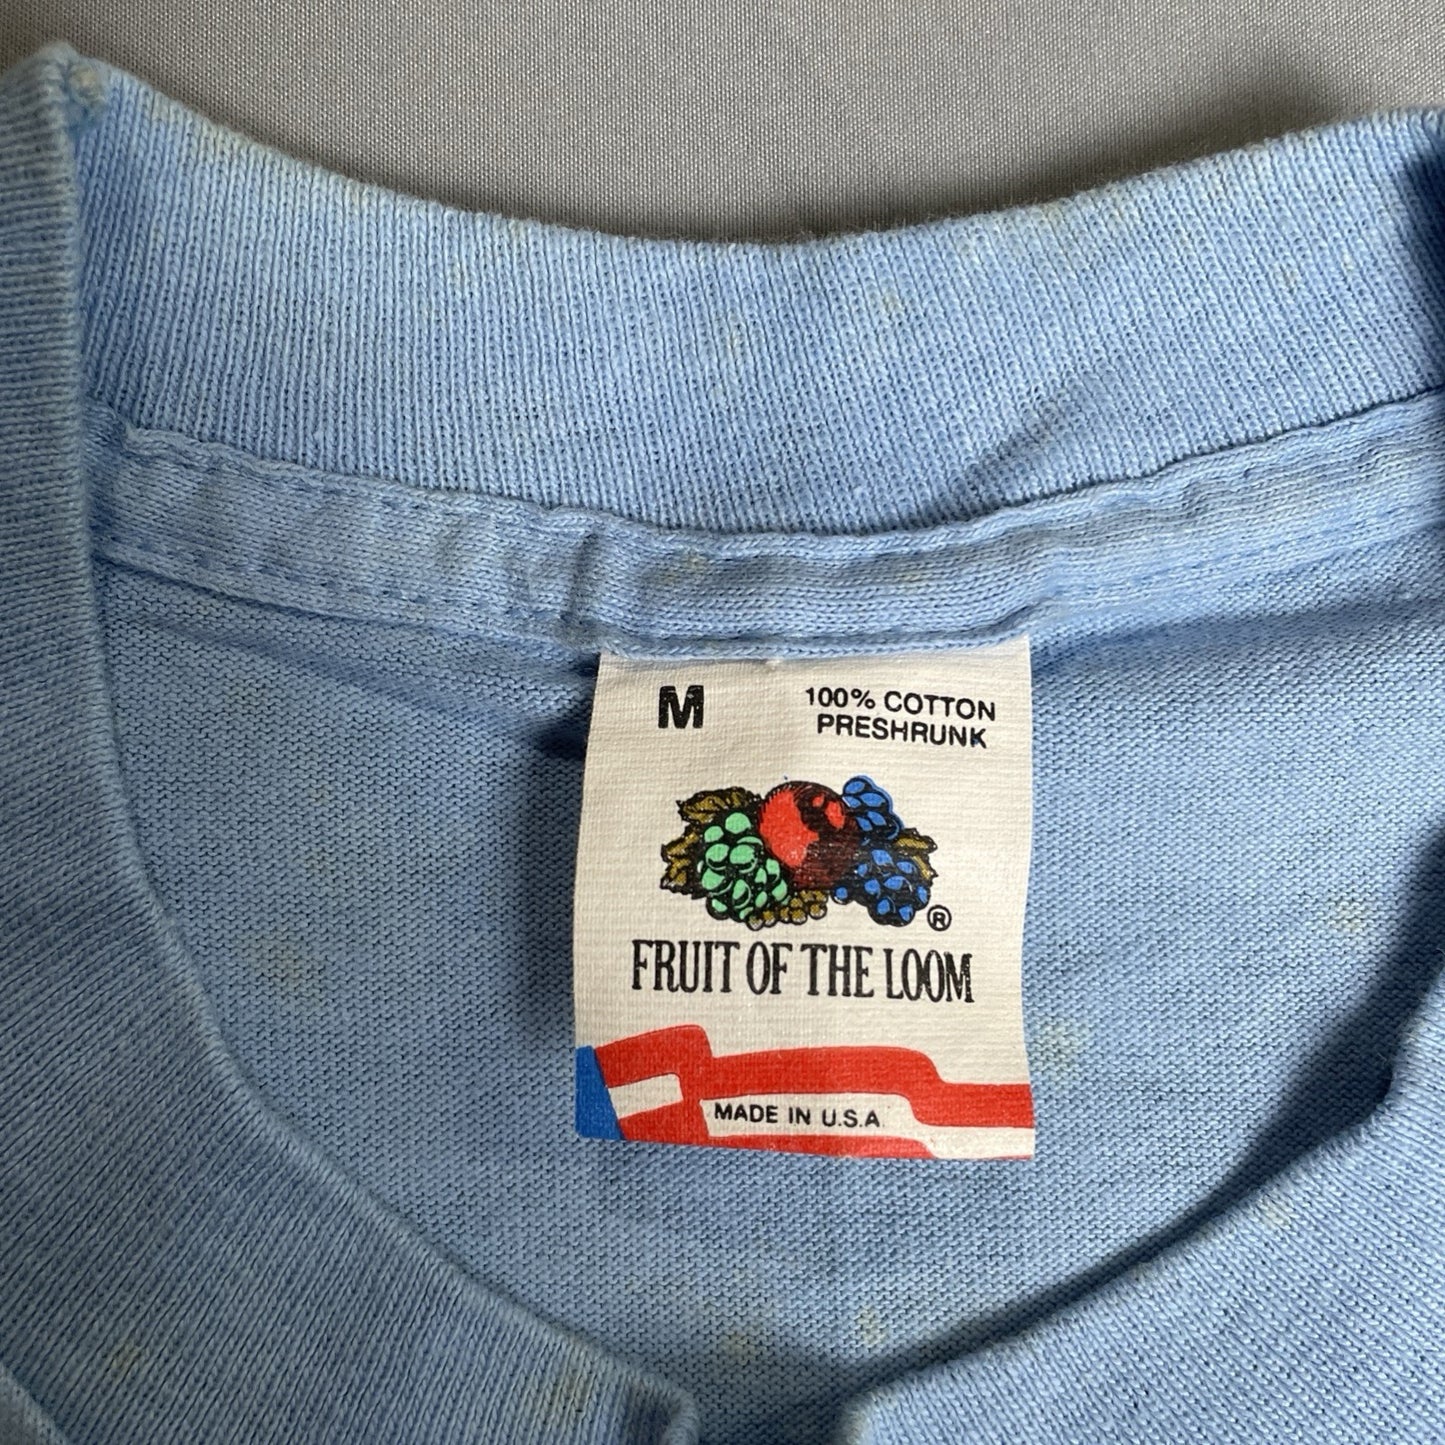 M
100% COTTON
PRESHRUNK
®
FRUIT OF THE LOOM
MADE IN U.S.A.